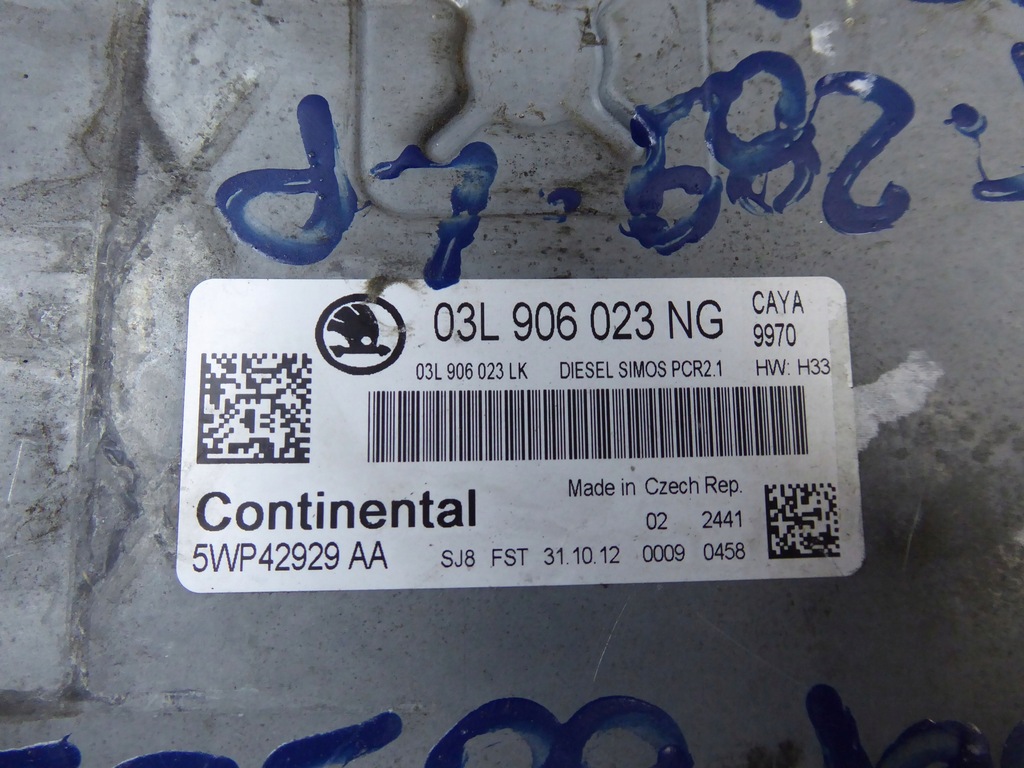 03L 906 023 NG CAYA
9970
03L 906 023 LK DIESEL SIMOS PCR2.1 HW: H33
Continental
Made in Czech Rep.
02 2441
5WP42929 AA SJ8 FST 31.10.12 0009 0458